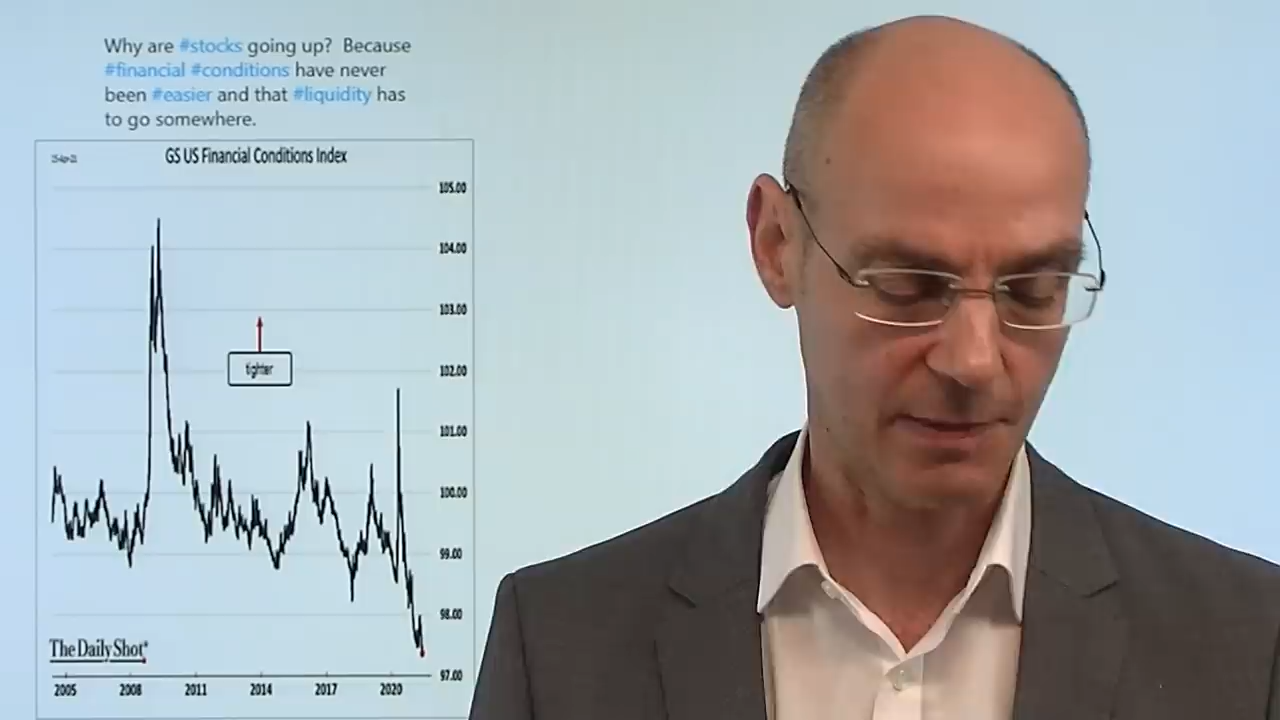 Why are #stocks going up? Because
#financial #conditions have never
been #easier and that #liquidity has
to go somewhere.
GS US Financial Conditions Index
105.00
104.00
103.00
tighter
102.00
101.00
100.00
99.00
98.00
The Daily Shot
97.00
2005 2008 2011 2014 2017 2020